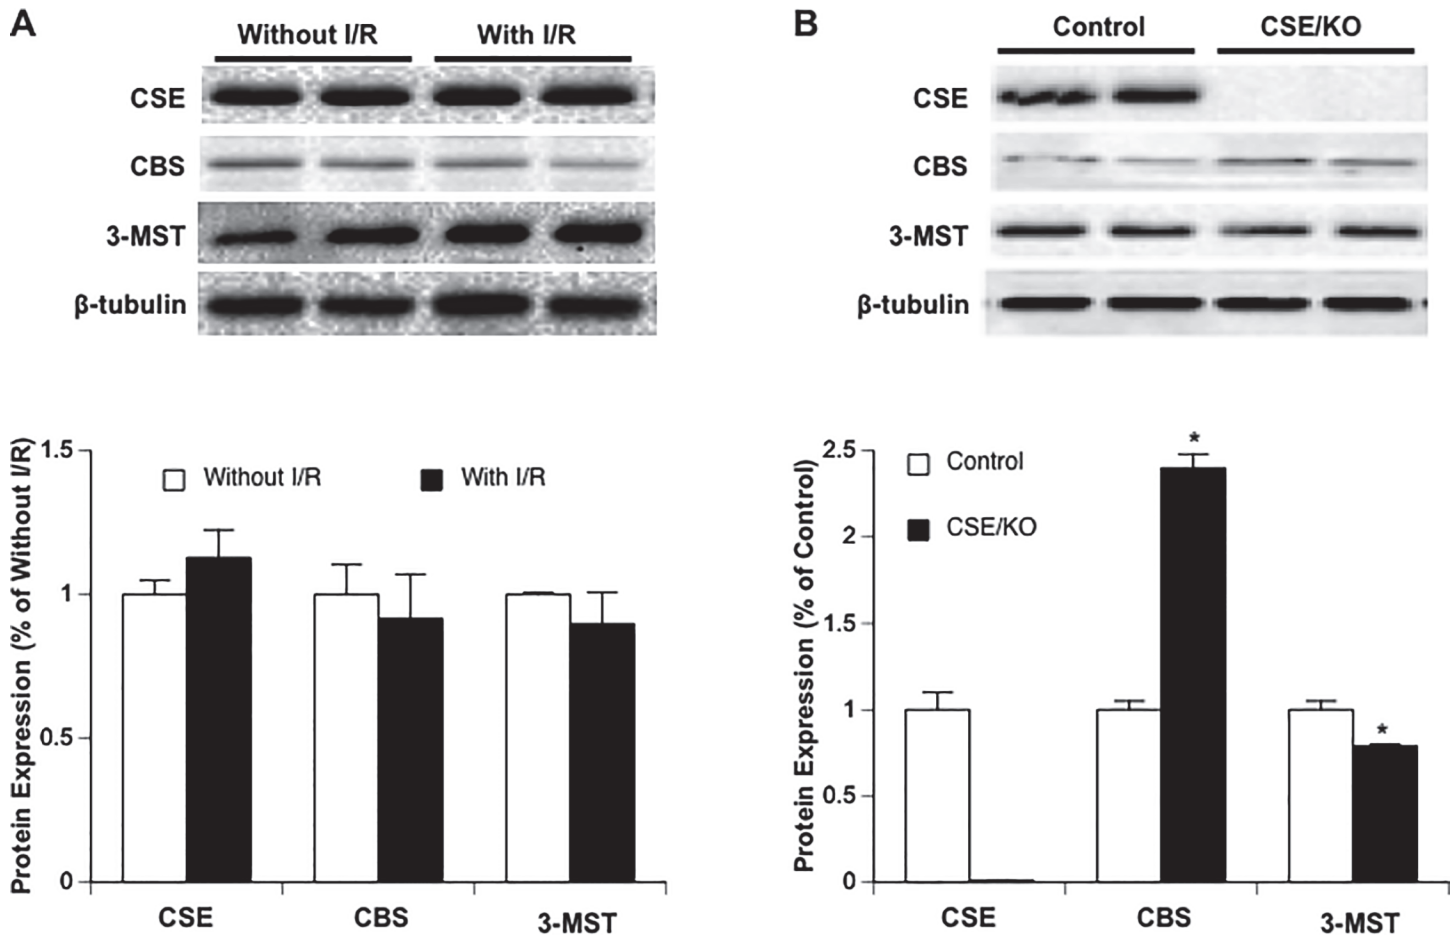 A
Without I/R With I/R
CSE
CBS
3-MST
β-tubulin
Protein Expression (% of Without I/R)
1.5
1
0.5
0
Without I/R With I/R
CSE CBS 3-MST
B
Control CSE/KO
CSE
CBS
3-MST
β-tubulin
Protein Expression (% of Control)
2.5
2
1.5
1
0.5
0
Control
CSE/KO
*
*
CSE CBS 3-MST